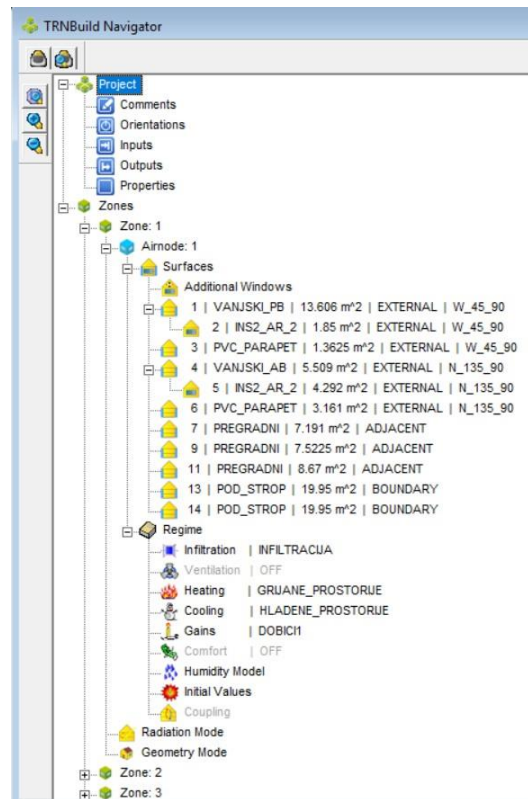 TRNBuild Navigator
Project
Comments
Orientations
Inputs
Outputs
Properties
Zones
Zone: 1
Airnode: 1
Surfaces
Additional Windows
1 | VANJSKI_PB | 13.606 m^2 | EXTERNAL | W_45_90
2 | INS2_AR_2 | 1.85 m^2 | EXTERNAL | W_45_90
3 | PVC_PARAPET | 1.3625 m^2 | EXTERNAL | W_45_90
4 | VANJSKI_AB | 5.509 m^2 | EXTERNAL | N_135_90
5 | INS2_AR_2 | 4.292 m^2 | EXTERNAL | N_135_90
6 | PVC_PARAPET | 3.161 m^2 | EXTERNAL | N_135_90
7 | PREGRADNI | 7.191 m^2 | ADJACENT
9 | PREGRADNI | 7.5225 m^2 | ADJACENT
11 | PREGRADNI | 8.67 m^2 | ADJACENT
13 | POD_STROP | 19.95 m^2 | BOUNDARY
14 | POD_STROP | 19.95 m^2 | BOUNDARY
Regime
Infiltration | INFILTRACIJA
Ventilation | OFF
Heating | GRIJANE_PROSTORIJE
Cooling | HLADENE_PROSTORIJE
Gains | DOBICI1
Comfort | OFF
Humidity Model
Initial Values
Coupling
Radiation Mode
Geometry Mode
Zone: 2
Zone: 3